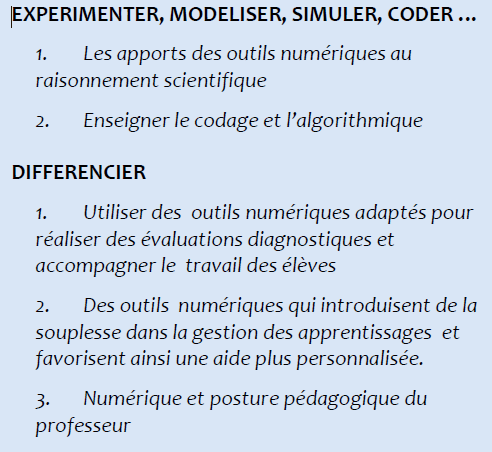 EXPERIMENTER, MODELISER, SIMULER, CODER ...
1. Les apports des outils numériques au
raisonnement scientifique
2. Enseigner le codage et l'algorithmique
DIFFERENCIER
1. Utiliser des outils numériques adaptés pour
réaliser des évaluations diagnostiques et
accompagner le travail des élèves
2. Des outils numériques qui introduisent de la
souplesse dans la gestion des apprentissages et
favorisent ainsi une aide plus personnalisée.
3. Numérique et posture pédagogique du
professeur